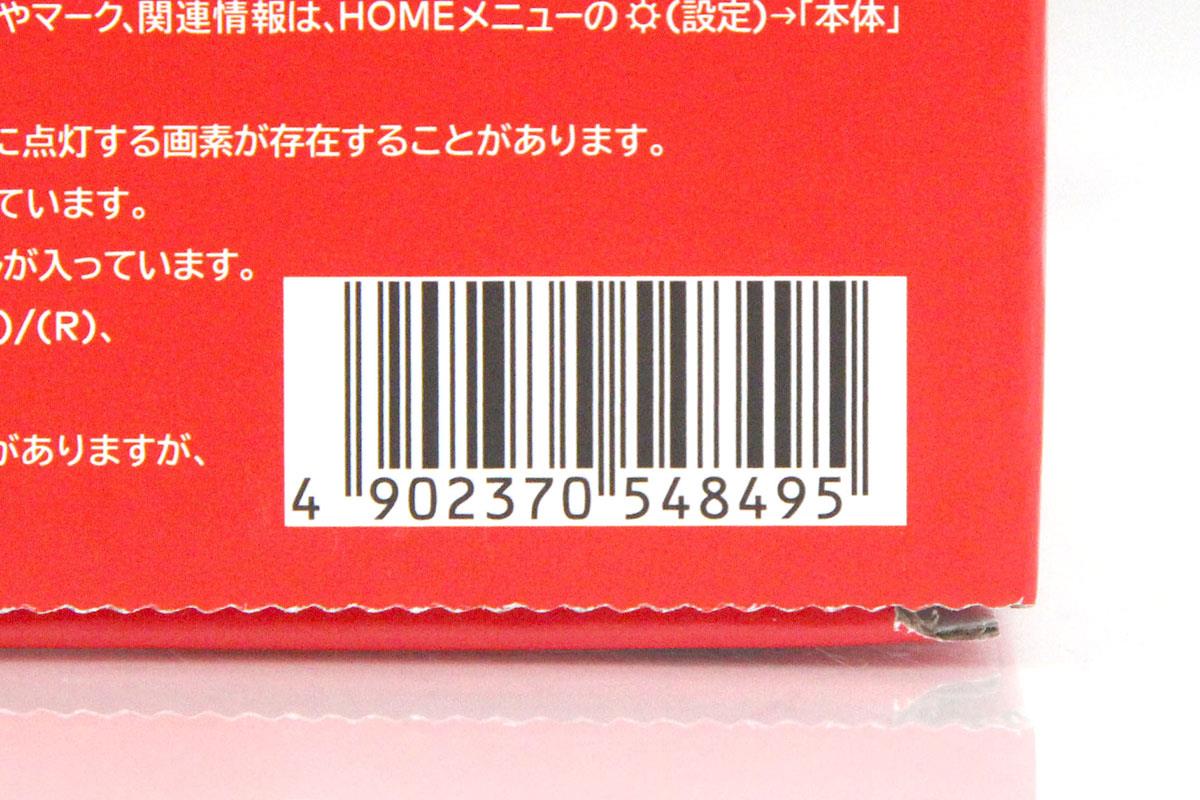 やマーク、関連情報は、HOMEメニューの(設定)→「本体」
に点灯する画素が存在することがあります。
ています。
が入っています。
)/(R)、
がありますが、
4 902370 548495